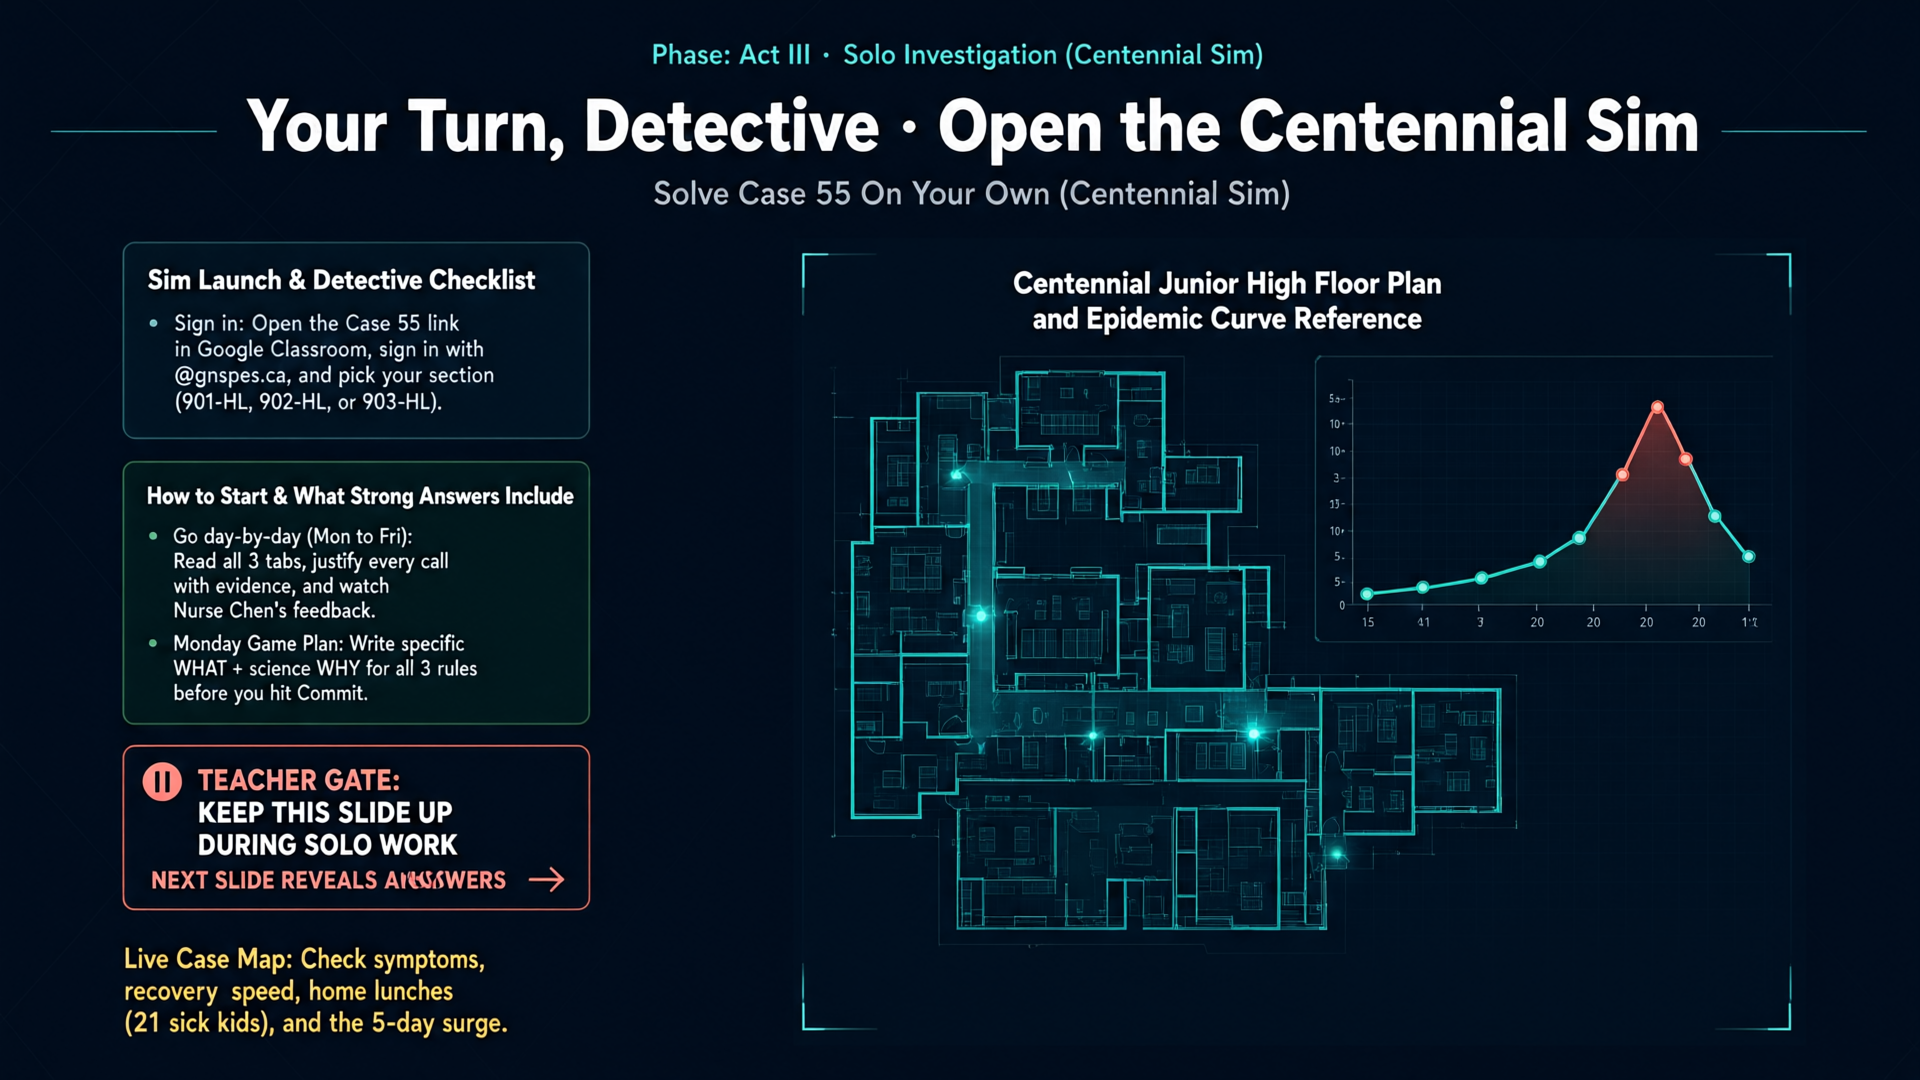 Phase: Act III · Solo Investigation (Centennial Sim)
Your Turn, Detective · Open the Centennial Sim
Solve Case 55 On Your Own (Centennial Sim)
Sim Launch & Detective Checklist
• Sign in: Open the Case 55 link
in Google Classroom, sign in with
@gnspes.ca, and pick your section
(901-HL, 902-HL, or 903-HL).
How to Start & What Strong Answers Include
• Go day-by-day (Mon to Fri):
Read all 3 tabs, justify every call
with evidence, and watch
Nurse Chen's feedback.
• Monday Game Plan: Write specific
WHAT + science WHY for all 3 rules
before you hit Commit.
TEACHER GATE:
KEEP THIS SLIDE UP
DURING SOLO WORK
NEXT SLIDE REVEALS
Live Case Map: Check symptoms,
recovery speed, home lunches
(21 sick kids), and the 5-day surge.
Centennial Junior High Floor Plan
and Epidemic Curve Reference
10
10
3
15
10
5
5
0
15
41
3
20
20
20
20